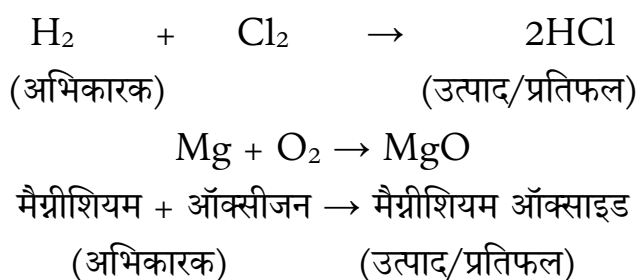 H₂ + Cl₂ → 2HCl
(अभिकारक) (उत्पाद/प्रतिफल)
Mg + O₂ → MgO
मैग्नीशियम + ऑक्सीजन → मैग्नीशियम ऑक्साइड
(अभिकारक) (उत्पाद/प्रतिफल)